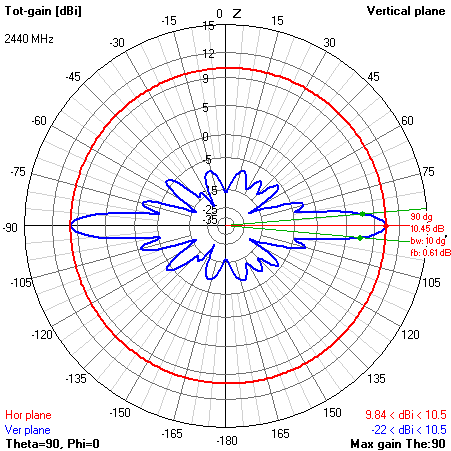 Tot-gain [dBi]
Vertical plane
2440 MHz
0 Z
-15 15
-30 30
-45 45
-60 60
-75 75
-90
-105 105
-120 120
-135 135
-150 150
-165 165
-180
15
12
9
5
0
-5
-15
-25
-35
90 dg
10.45 dB
bw: 10 dg
fb: 0.61 dB
Hor plane
9.84 < dBi < 10.5
Ver plane
-22 < dBi < 10.5
Theta=90, Phi=0
Max gain The:90